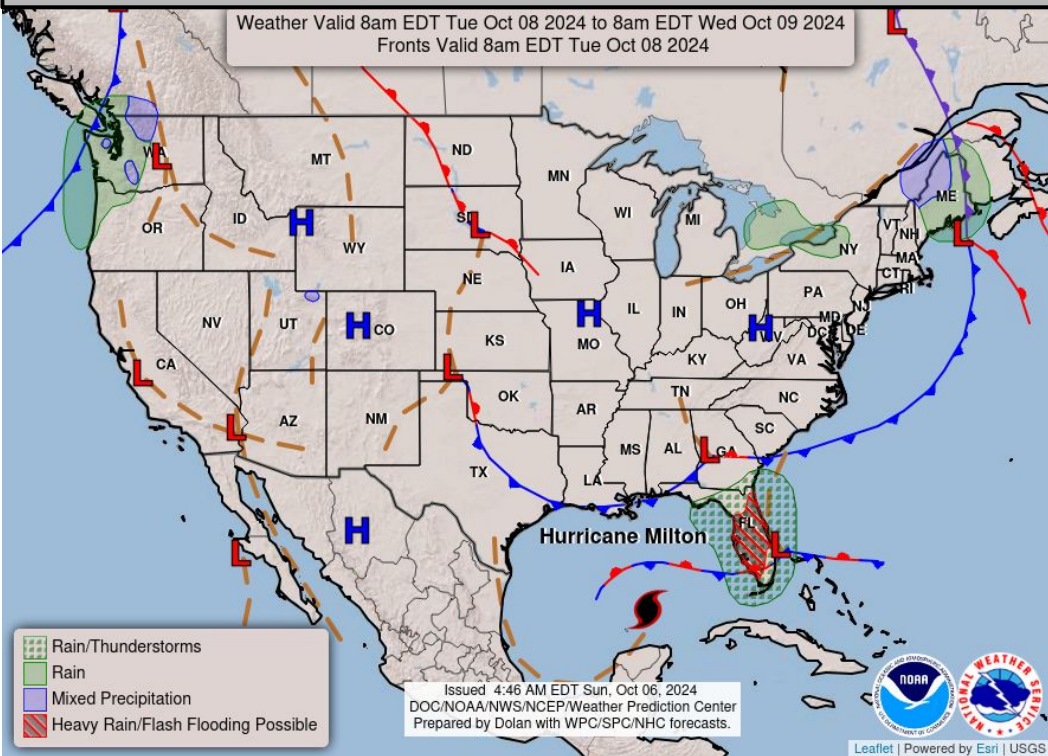 Weather Valid 8am EDT Tue Oct 08 2024 to 8am EDT Wed Oct 09 2024
Fronts Valid 8am EDT Tue Oct 08 2024
L
L
WA
L
MT
ND
MN
ME
L
OR
ID
H
WY
SD
L
WI
MI
VT
NH
NY
MA
CT
RI
NE
IA
PA
NJ
NV
UT
H
CO
H
MO
IL
IN
OH
H
WV
MD
DC
DE
CA
L
KS
L
KY
VA
AZ
L
NM
OK
AR
TN
NC
TX
LA
MS
AL
L
GA
SC
H
L
Hurricane Milton
FL
L
Rain/Thunderstorms
Rain
Mixed Precipitation
Heavy Rain/Flash Flooding Possible
Issued 4:46 AM EDT Sun, Oct 06, 2024
DOC/NOAA/NWS/NCEP/Weather Prediction Center
Prepared by Dolan with WPC/SPC/NHC forecasts.
NOAA
NATIONAL WEATHER SERVICE
Leaflet | Powered by Esri | USGS